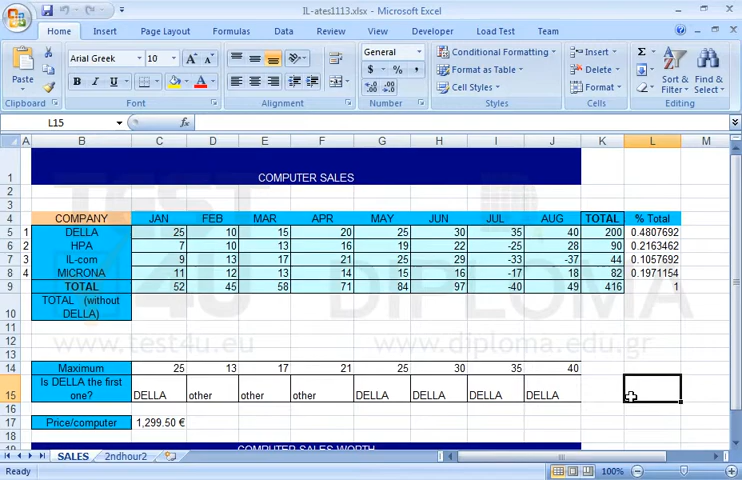 IL-ates1113.xlsx - Microsoft Excel
Home Insert Page Layout Formulas Data Review View Developer Load Test Team
Paste Arial Greek 10 A A General Conditional Formatting Insert Σ
B I U A $ % , Format as Table Delete Sort & Find &
Cell Styles Format Filter Select
Clipboard Font Alignment Number Styles Cells Editing
L15 fx
A B C D E F G H I J K L M
1 COMPUTER SALES
2
3
4 COMPANY JAN FEB MAR APR MAY JUN JUL AUG TOTAL % Total
5 1 DELLA 25 10 15 20 25 30 35 40 200 0.4807692
6 2 HPA 7 10 13 16 19 22 -25 28 90 0.2163462
7 3 IL-com 9 13 17 21 25 29 -33 -37 44 0.1057692
8 4 MICRONA 11 12 13 14 15 16 -17 18 82 0.1971154
9 TOTAL 52 45 58 71 84 97 -40 49 416 1
10 TOTAL (without
DELLA)
11
12
13
14 Maximum 25 13 17 21 25 30 35 40
15 Is DELLA the first
one? DELLA other other other DELLA DELLA DELLA DELLA
16
17 Price/computer 1,299.50 €
18
19 COMPUTER SALES WORTH
SALES 2ndhour2
Ready 100%
TEST4U DIPLOMA
www.test4u.eu www.diploma.edu.gr